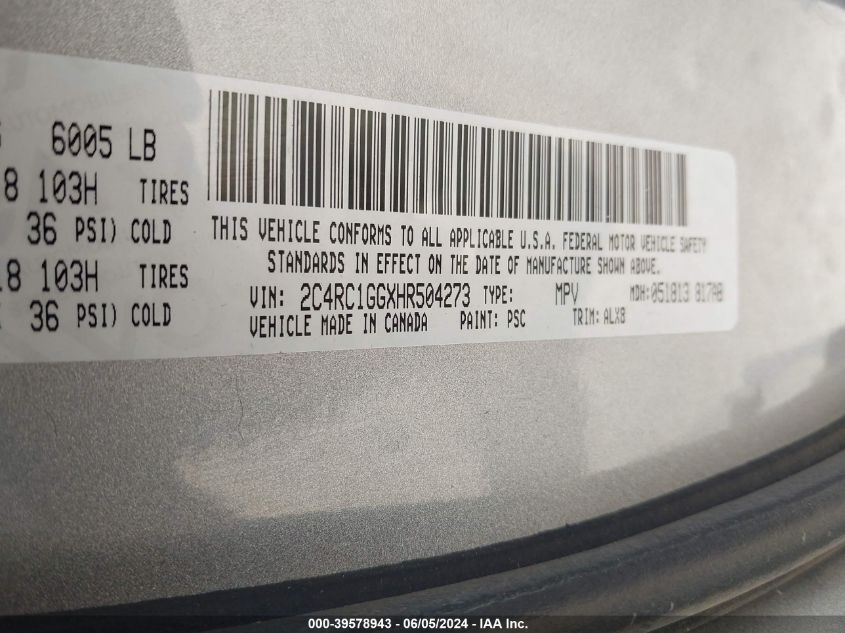 6005 LB
8 103H TIRES
36 PSI) COLD
18 103H TIRES
36 PSI) COLD
THIS VEHICLE CONFORMS TO ALL APPLICABLE U.S.A. FEDERAL MOTOR VEHICLE SAFETY
STANDARDS IN EFFECT ON THE DATE OF MANUFACTURE SHOWN ABOVE.
VIN: 2C4RC1GGXHR504273 TYPE: MPV MDH:051813 817AB
VEHICLE MADE IN CANADA PAINT: PSC TRIM: ALX8
000-39578943 - 06/05/2024 - IAA Inc.